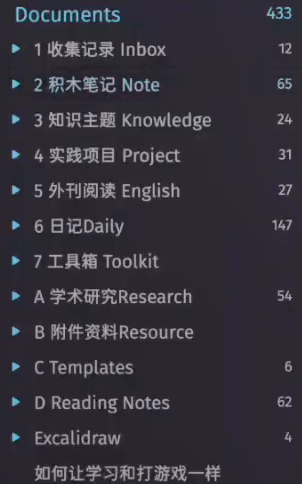 Documents 433
1 收集记录 Inbox 12
2 积木笔记 Note 65
3 知识主题 Knowledge 24
4 实践项目 Project 31
5 外刊阅读 English 27
6 日记Daily 147
7 工具箱 Toolkit
A 学术研究Research 54
B 附件资料Resource
C Templates 6
D Reading Notes 62
Excalidraw 4
如何让学习和打游戏一样